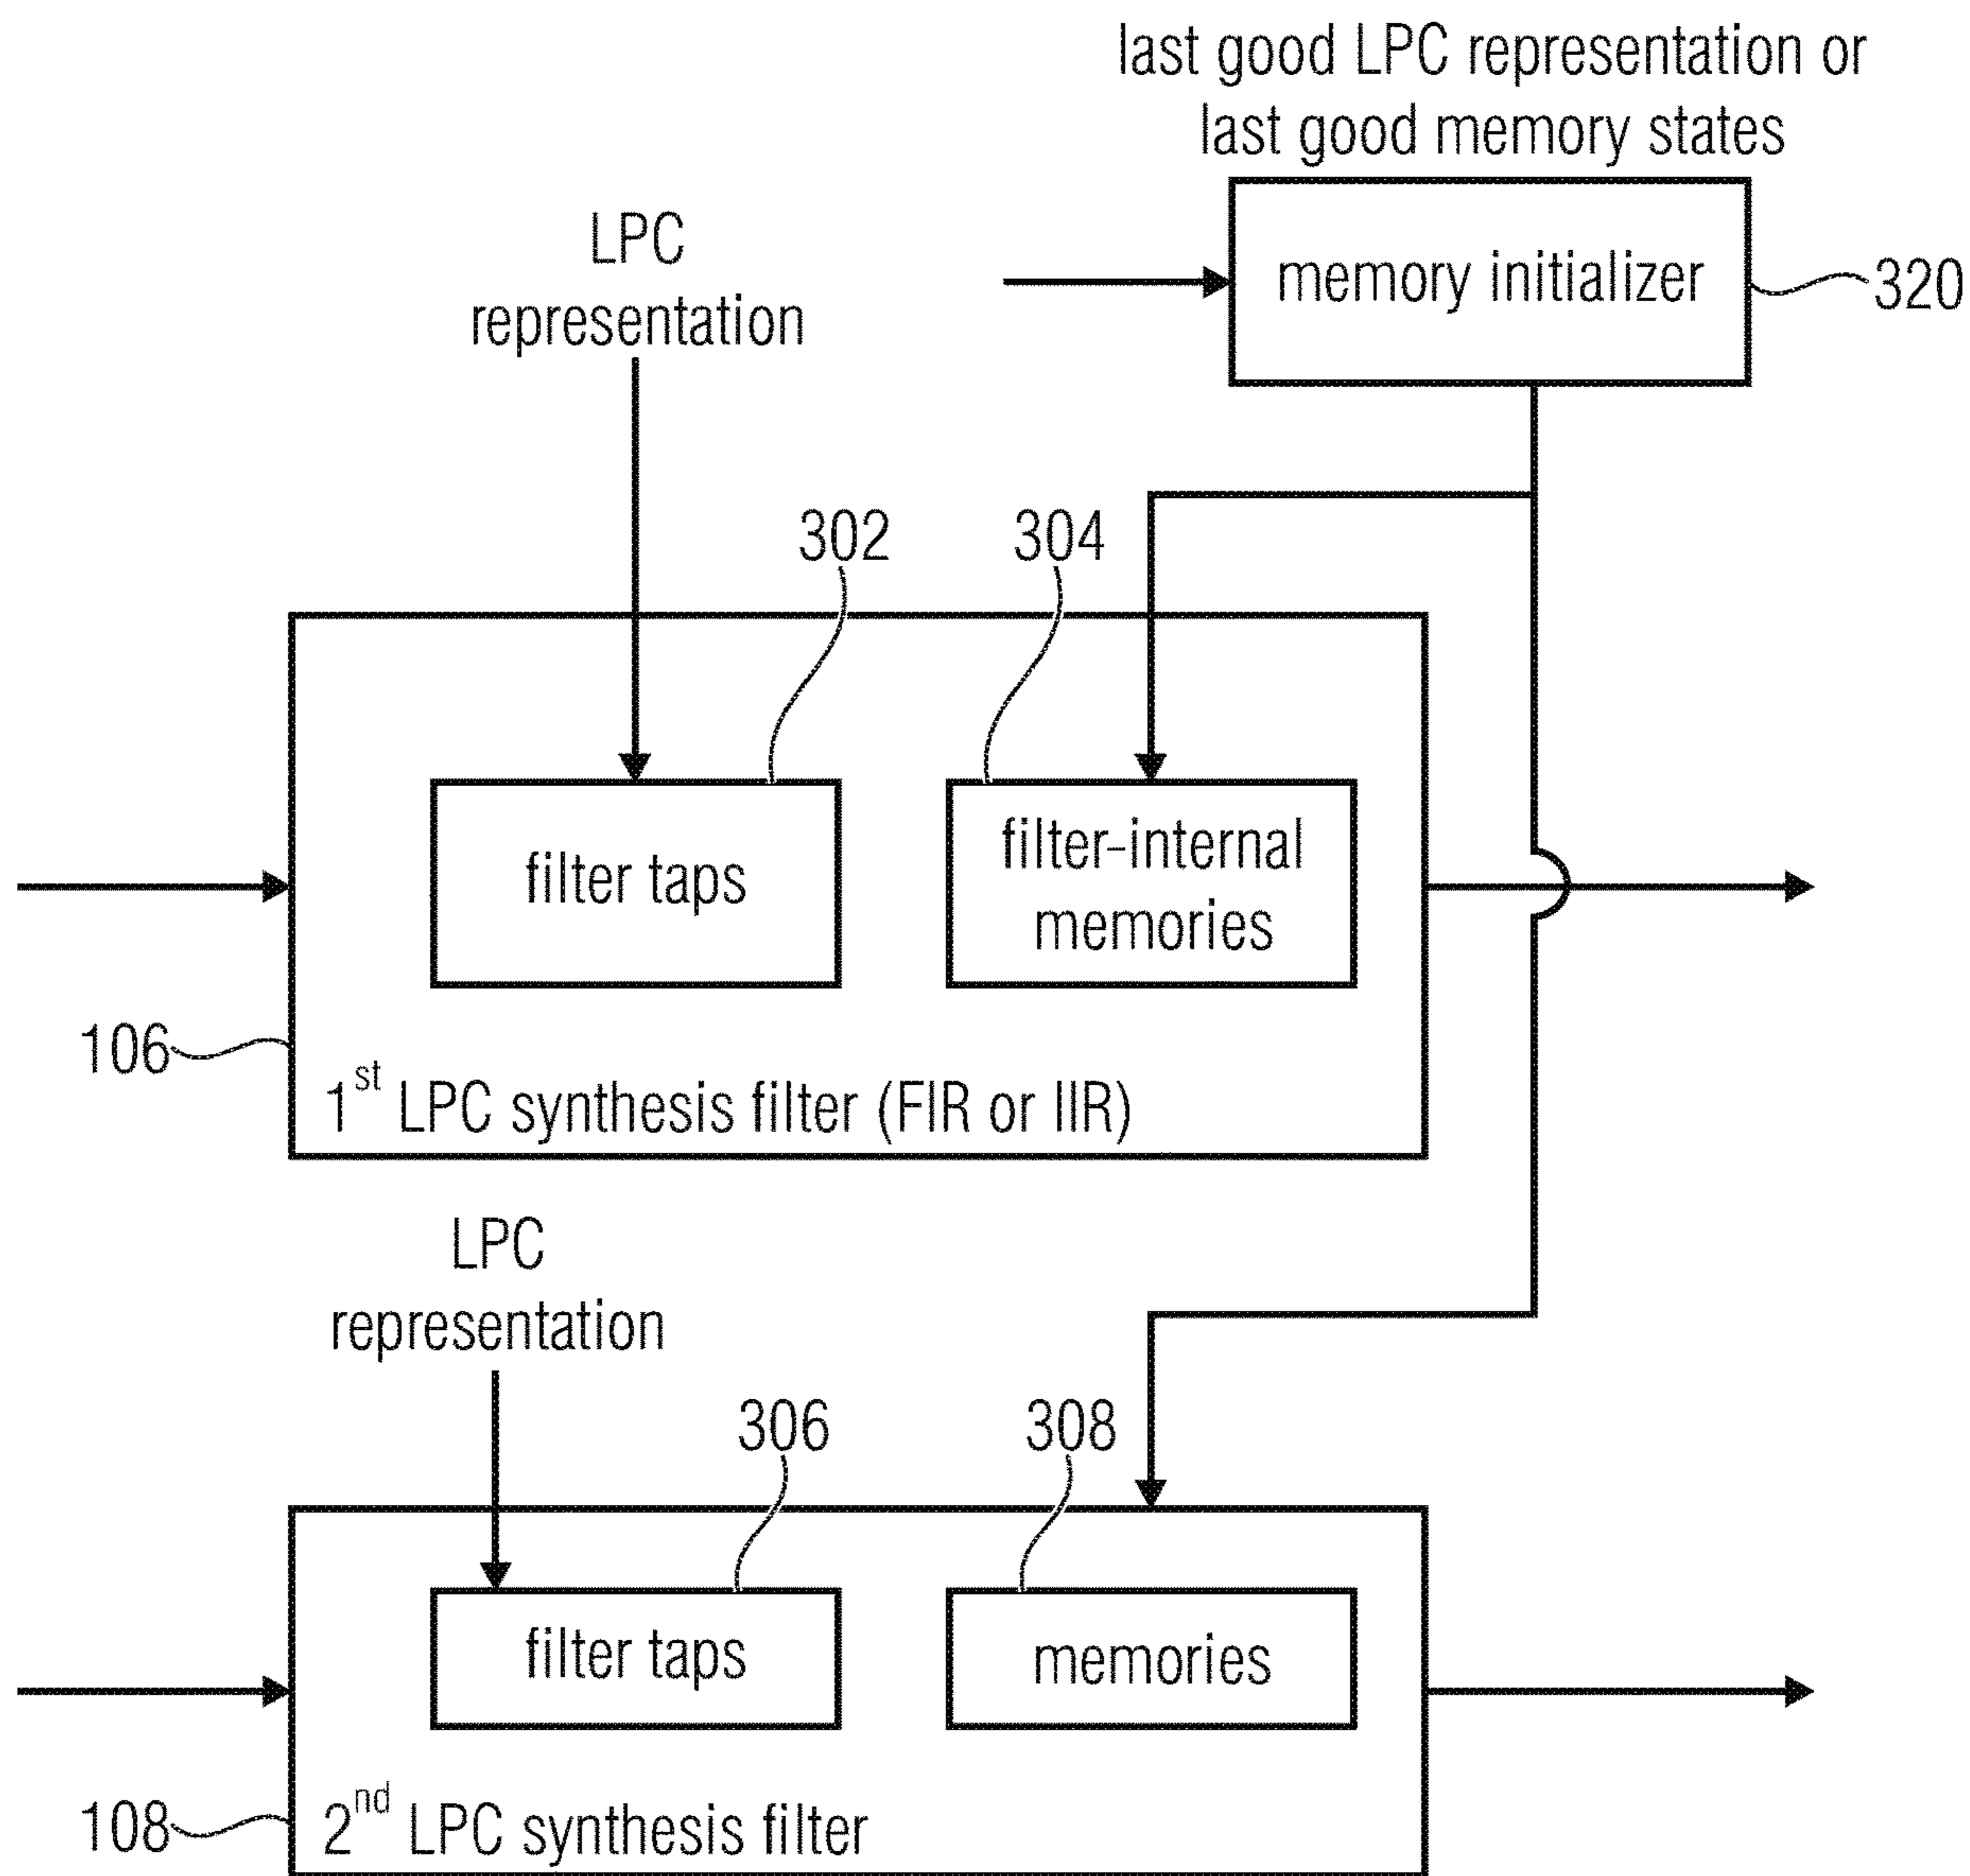 last good LPC representation or
last good memory states
LPC
representation
memory initializer
320
302
304
filter taps
filter-internal
memories
106
1st LPC synthesis filter (FIR or IIR)
LPC
representation
306
308
filter taps
memories
108
2nd LPC synthesis filter